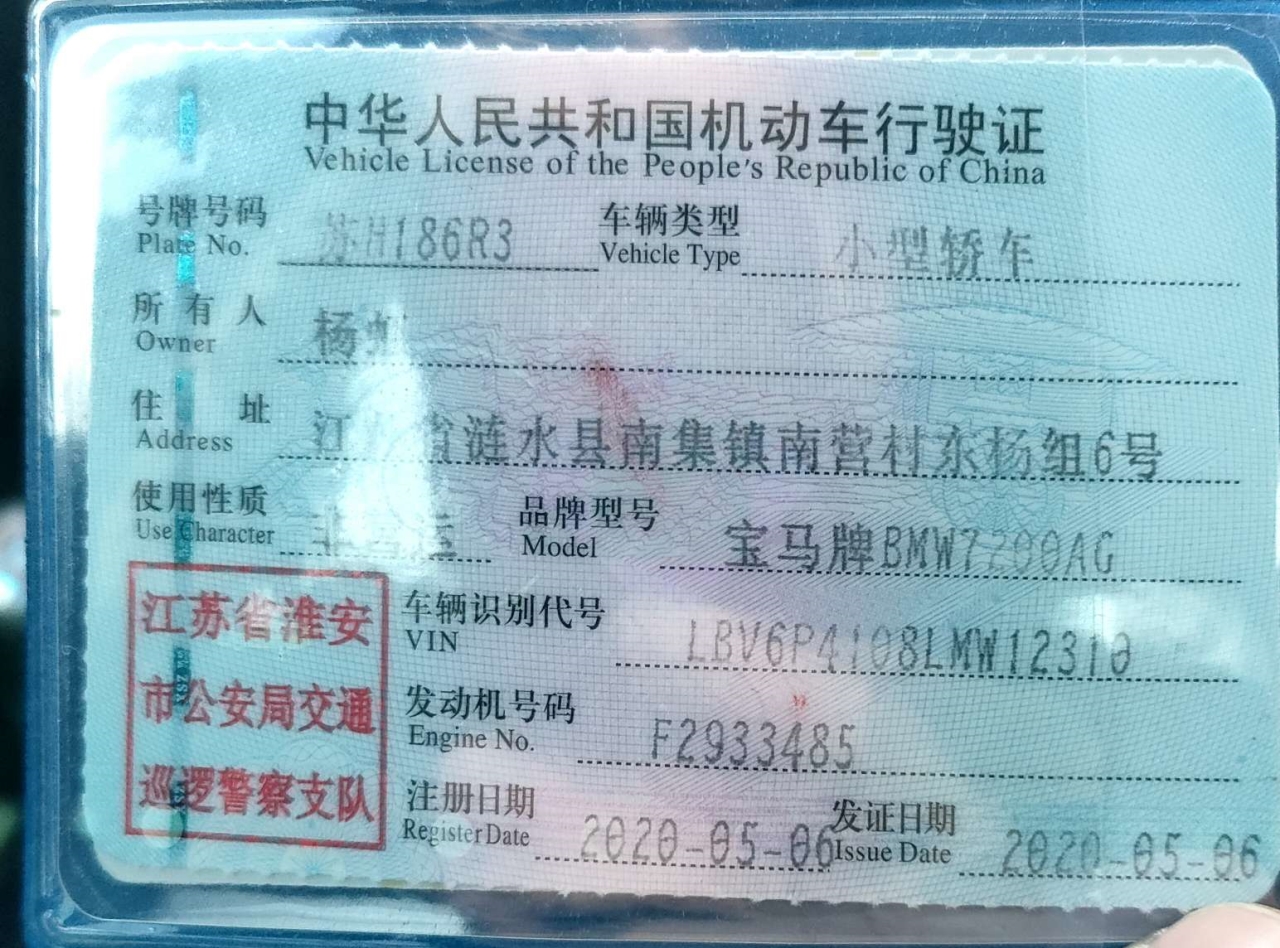 中华人民共和国机动车行驶证
Vehicle License of the People's Republic of China
号牌号码 苏H186R3 车辆类型 小型轿车
Plate No. Vehicle Type
所有人 杨
Owner
住址 江 省涟水县南集镇南营村东杨组6号
Address
使用性质 非营运 品牌型号 宝马牌BMW7200AG
Use Character Model
江苏省淮安
市公安局交通
巡逻警察支队
车辆识别代号 LBV6P4108LMW12310
VIN
发动机号码 F2933485
Engine No.
注册日期 2020-05-06 发证日期 2020-05-06
Register Date Issue Date